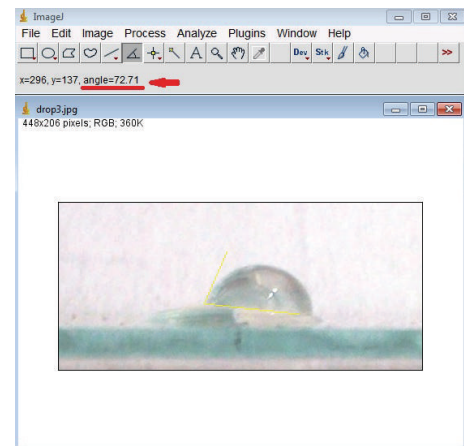 ImageJ
File Edit Image Process Analyze Plugins Window Help
A Dev Stk >>
x=296, y=137, angle=72.71
drop3.jpg
448x206 pixels; RGB; 360K